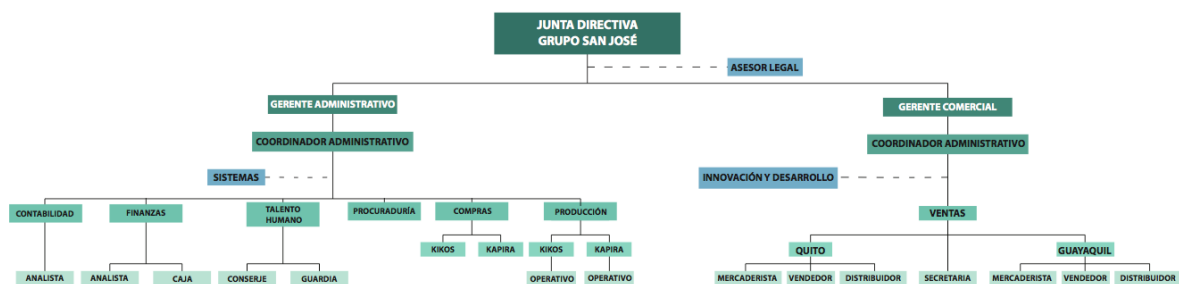 JUNTA DIRECTIVA
GRUPO SAN JOSÉ
ASESOR LEGAL
GERENTE ADMINISTRATIVO
GERENTE COMERCIAL
COORDINADOR ADMINISTRATIVO
COORDINADOR ADMINISTRATIVO
SISTEMAS
INNOVACIÓN Y DESARROLLO
CONTABILIDAD
FINANZAS
TALENTO
HUMANO
PROCURADURÍA
COMPRAS
PRODUCCIÓN
VENTAS
KIKOS
KAPIRA
KIKOS
KAPIRA
QUITO
GUAYAQUIL
ANALISTA
ANALISTA
CAJA
CONSERJE
GUARDIA
OPERATIVO
OPERATIVO
MERCADERISTA
VENDEDOR
DISTRIBUIDOR
SECRETARIA
MERCADERISTA
VENDEDOR
DISTRIBUIDOR